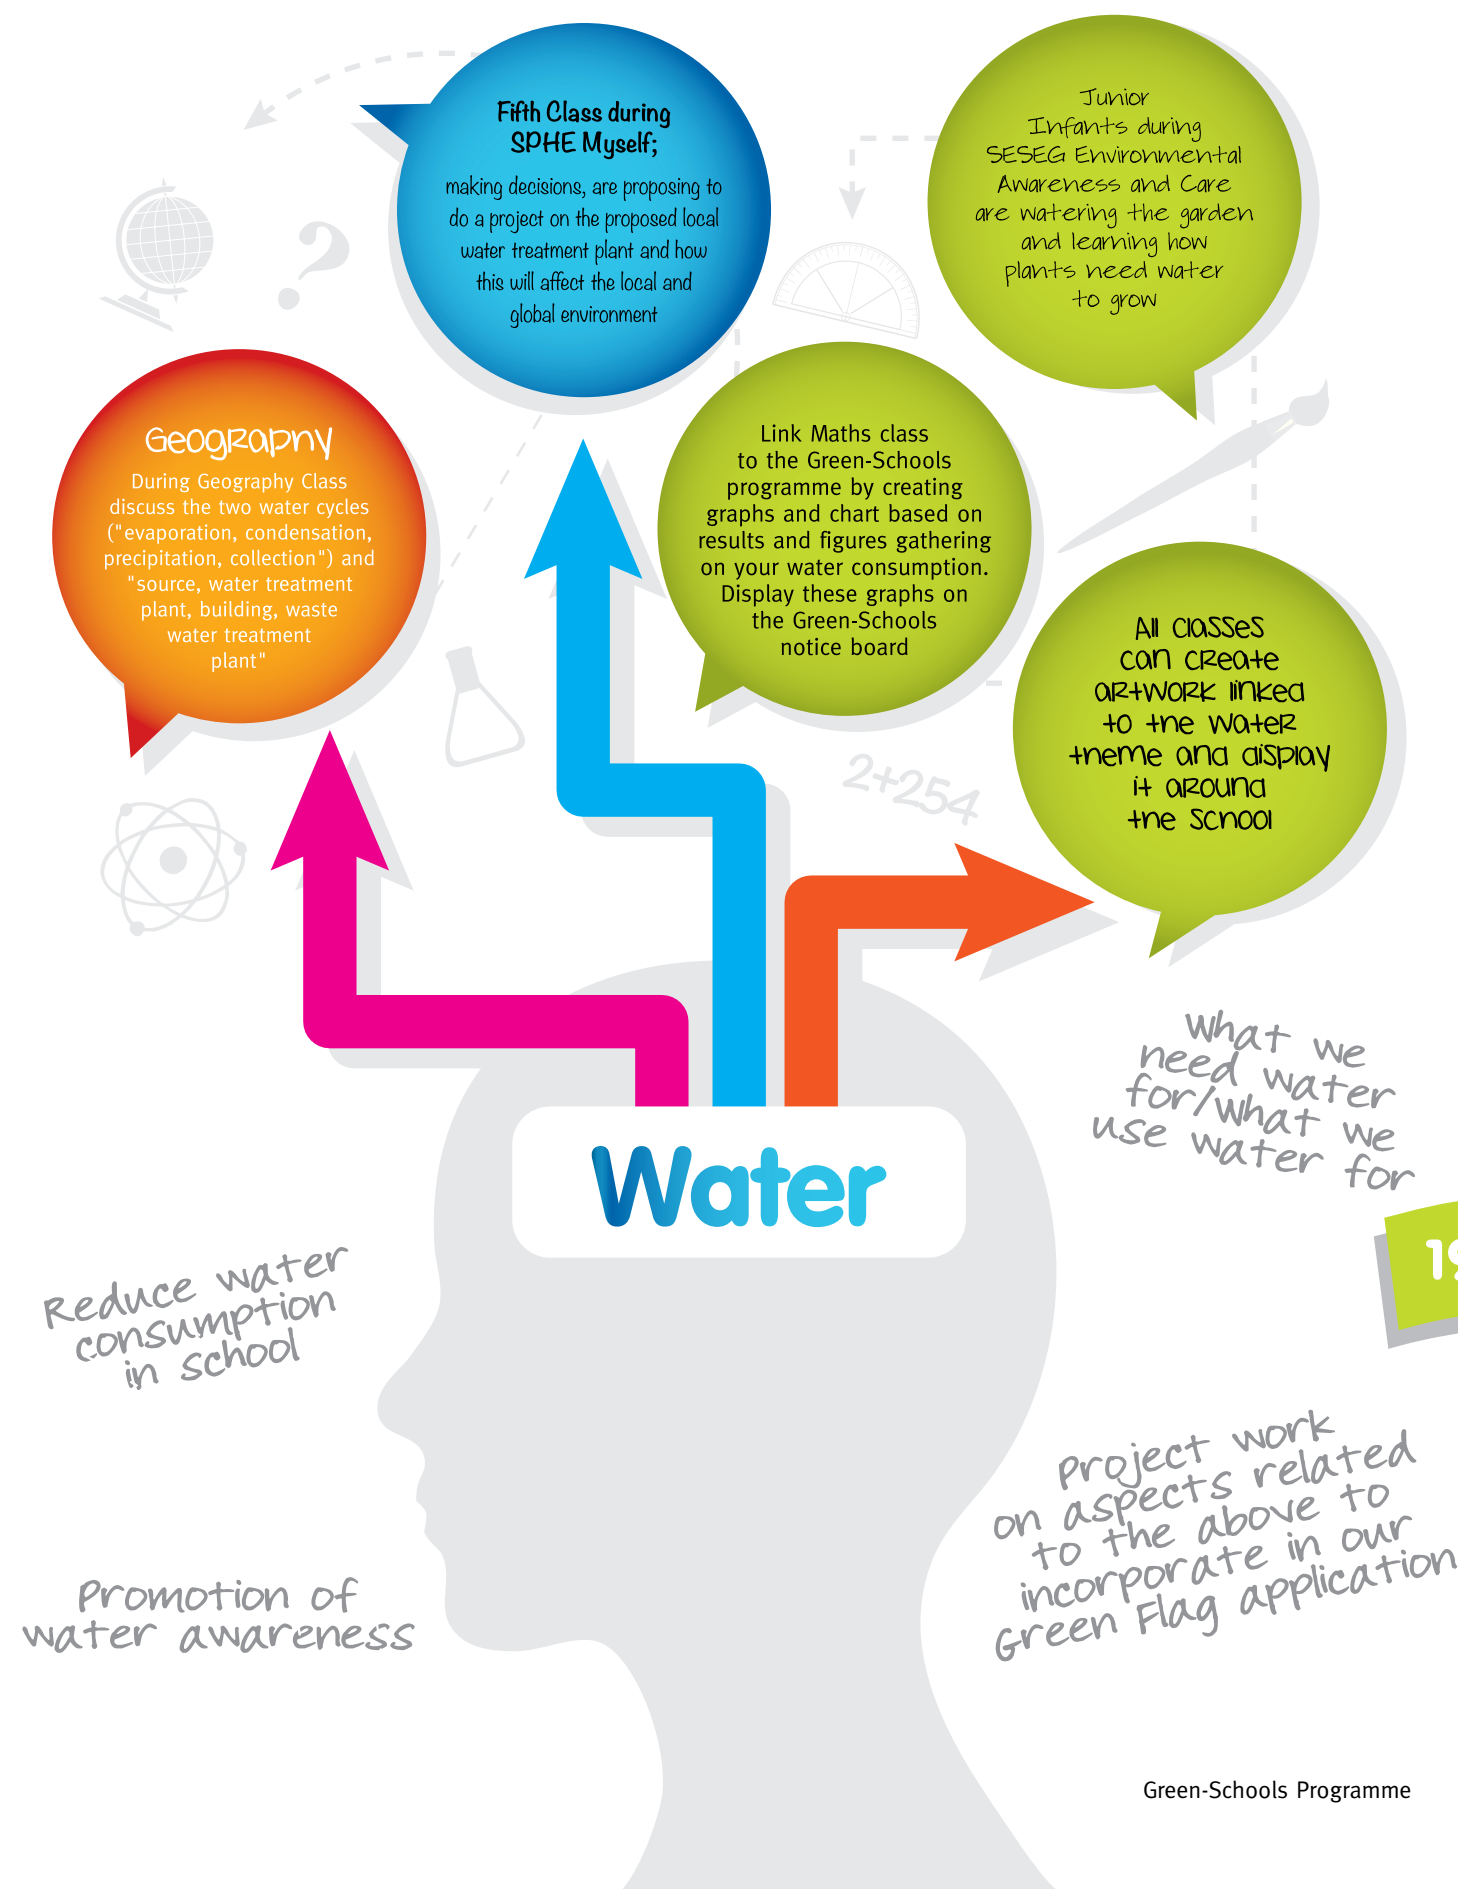 Fifth Class during
SPHE Myself;
making decisions, are proposing to
do a project on the proposed local
water treatment plant and how
this will affect the local and
global environment
Junior
Infants during
SESEG Environmental
Awareness and Care
are watering the garden
and learning how
plants need water
to grow
Geography
During Geography Class
discuss the two water cycles
("evaporation, condensation,
precipitation, collection") and
"source, water treatment
plant, building, waste
water treatment
plant"
Link Maths class
to the Green-Schools
programme by creating
graphs and chart based on
results and figures gathering
on your water consumption.
Display these graphs on
the Green-Schools
notice board
All classes
can create
artwork linked
to the water
theme and display
it around
the school
?
2+254
Water
What we
need water
for/what we
use water for
19
Reduce water
consumption
in school
Project work
on aspects related
to the above to
incorporate in our
Green Flag application
Promotion of
water awareness
Green-Schools Programme